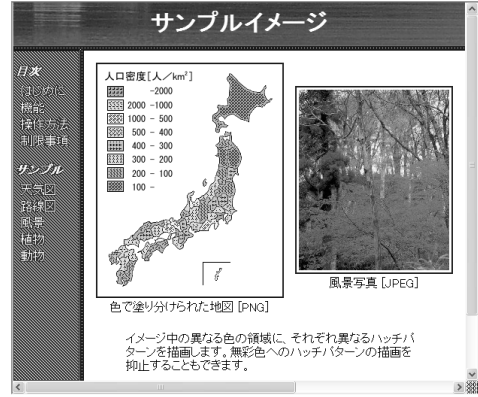 サンプルイメージ
目次
はじめに
機能
操作方法
制限事項
サンプル
天気図
路線図
風景
植物
動物
人口密度[人/km²]
-2000
2000 -1000
1000 - 500
500 - 400
400 - 300
300 - 200
200 - 100
100 -
色で塗り分けられた地図 [PNG]
風景写真 [JPEG]
イメージ中の異なる色の領域に、それぞれ異なるハッチパ
ターンを描画します。無彩色へのハッチパターンの描画を
抑止することもできます。